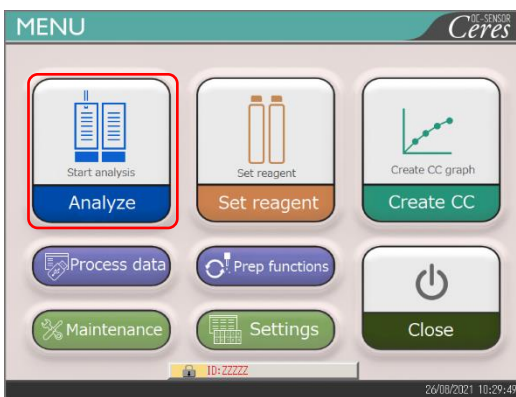 MENU
OC-SENSOR
Ceres
Start analysis
Analyze
Set reagent
Set reagent
Create CC graph
Create CC
Process data
Prep functions
Maintenance
Settings
Close
ID:ZZZZZ
26/08/2021 10:29:49